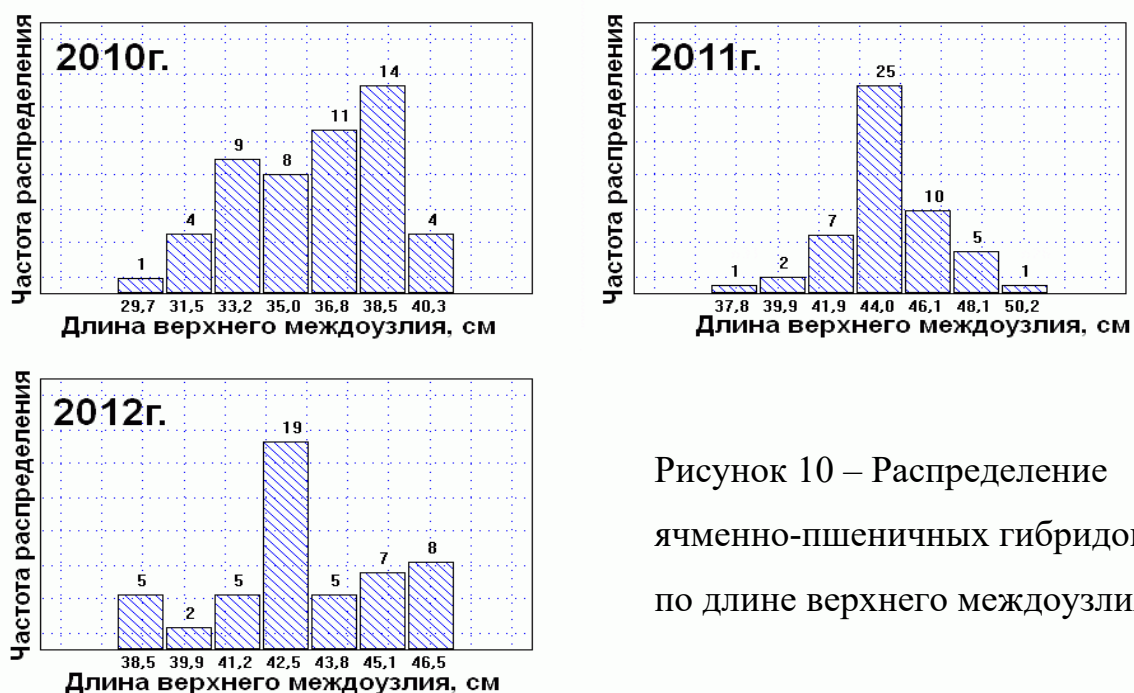 2010г.
Частота распределения
1 4 9 8 11 14 4
29,7 31,5 33,2 35,0 36,8 38,5 40,3
Длина верхнего междоузлия, см
2011г.
Частота распределения
1 2 7 25 10 5 1
37,8 39,9 41,9 44,0 46,1 48,1 50,2
Длина верхнего междоузлия, см
2012г.
Частота распределения
5 2 5 19 5 7 8
38,5 39,9 41,2 42,5 43,8 45,1 46,5
Длина верхнего междоузлия, см
Рисунок 10 – Распределение
ячменно-пшеничных
по длине верхнего